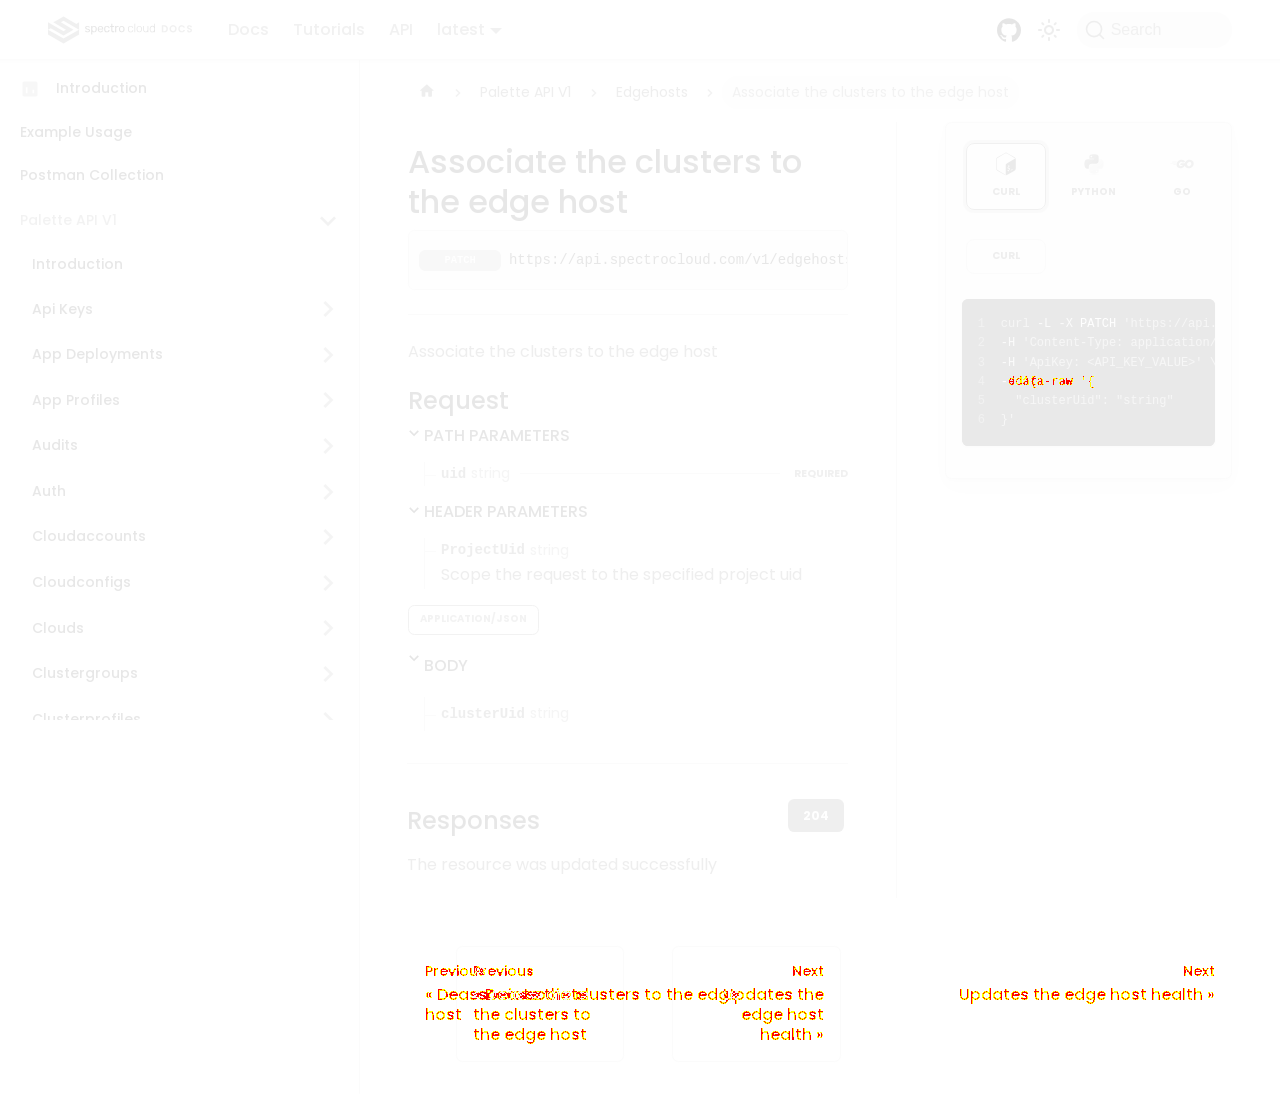 spectro cloud DOCS
Docs Tutorials API latest
Search
Introduction
Example Usage
Postman Collection
Palette API V1
Introduction
Api Keys
App Deployments
App Profiles
Audits
Auth
Cloudaccounts
Cloudconfigs
Clouds
Clustergroups
Clusterprofiles
Palette API V1
Edgehosts
Associate the clusters to the edge host
Associate the clusters to
the edge host
PATCH https://api.spectrocloud.com/v1/edgehost
Associate the clusters to the edge host
Request
PATH PARAMETERS
uid string REQUIRED
HEADER PARAMETERS
ProjectUid string
Scope the request to the specified project uid
APPLICATION/JSON
BODY
clusterUid string
Responses
204
The resource was updated successfully
CURL PYTHON GO
CURL
1 curl -L -X PATCH 'https://api.
2 -H 'Content-Type: application/
3 -H 'ApiKey: <API_KEY_VALUE>' \
4
5 "clusterUid": "string"
6 }'
Previous
Previous
the clusters to the edge
host
the clusters to
the edge host
Next
Updates the
edge host
health »
Next
Updates the edge host health »